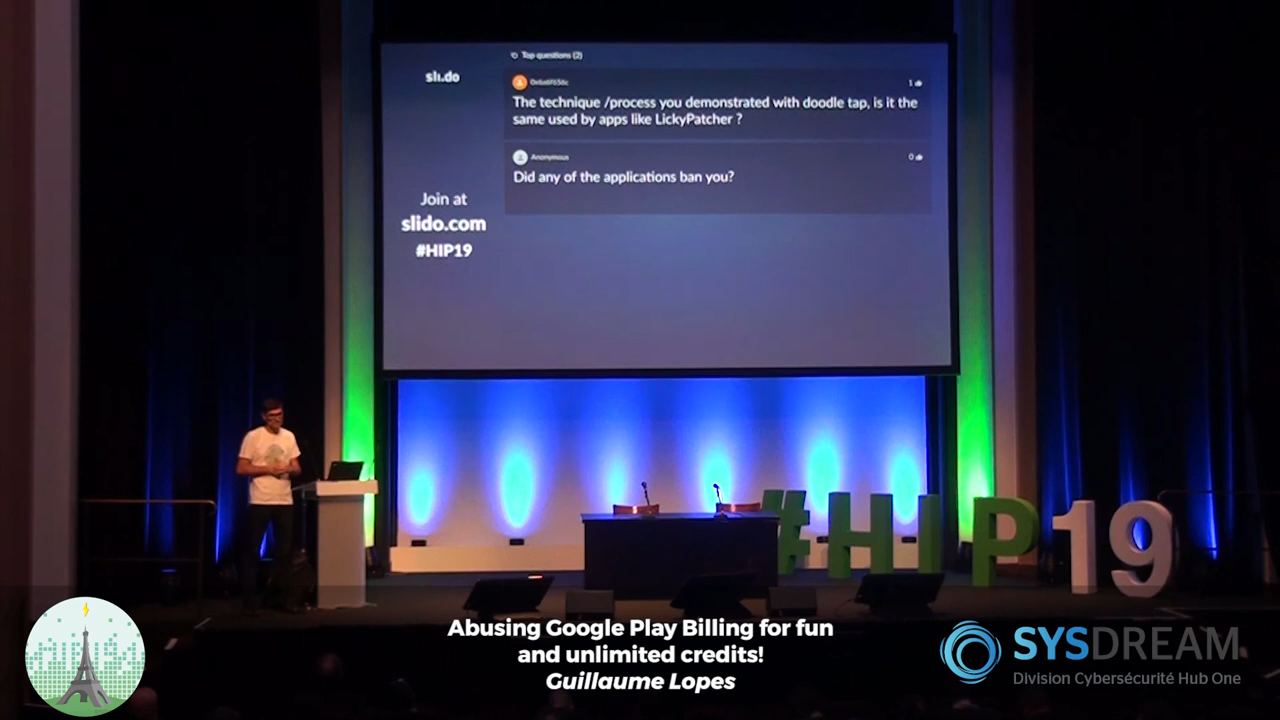 sli.do
Top questions (2)
1
The technique /process you demonstrated with doodle tap, is it the
same used by apps like LickyPatcher ?
Anonymous
0
Did any of the applications ban you?
Join at
slido.com
#HIP19
#HIP19
Abusing Google Play Billing for fun
and unlimited credits!
Guillaume Lopes
SYSDREAM
Division Cybersécurité Hub One